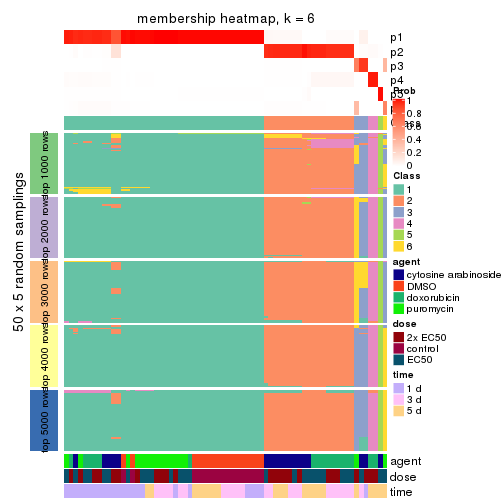 membership heatmap, k = 6
p1
p2
p3
p4
Prob
1
0.8
0.6
0.4
0.2
0
Class
1
2
3
4
5
6
agent
cytosine arabinoside
DMSO
doxorubicin
puromycin
dose
2x EC50
control
EC50
time
1 d
3 d
5 d
50 x 5 random samplings
top 1000 rows
top 2000 rows
top 3000 rows
top 4000 rows
top 5000 rows
agent
dose
time